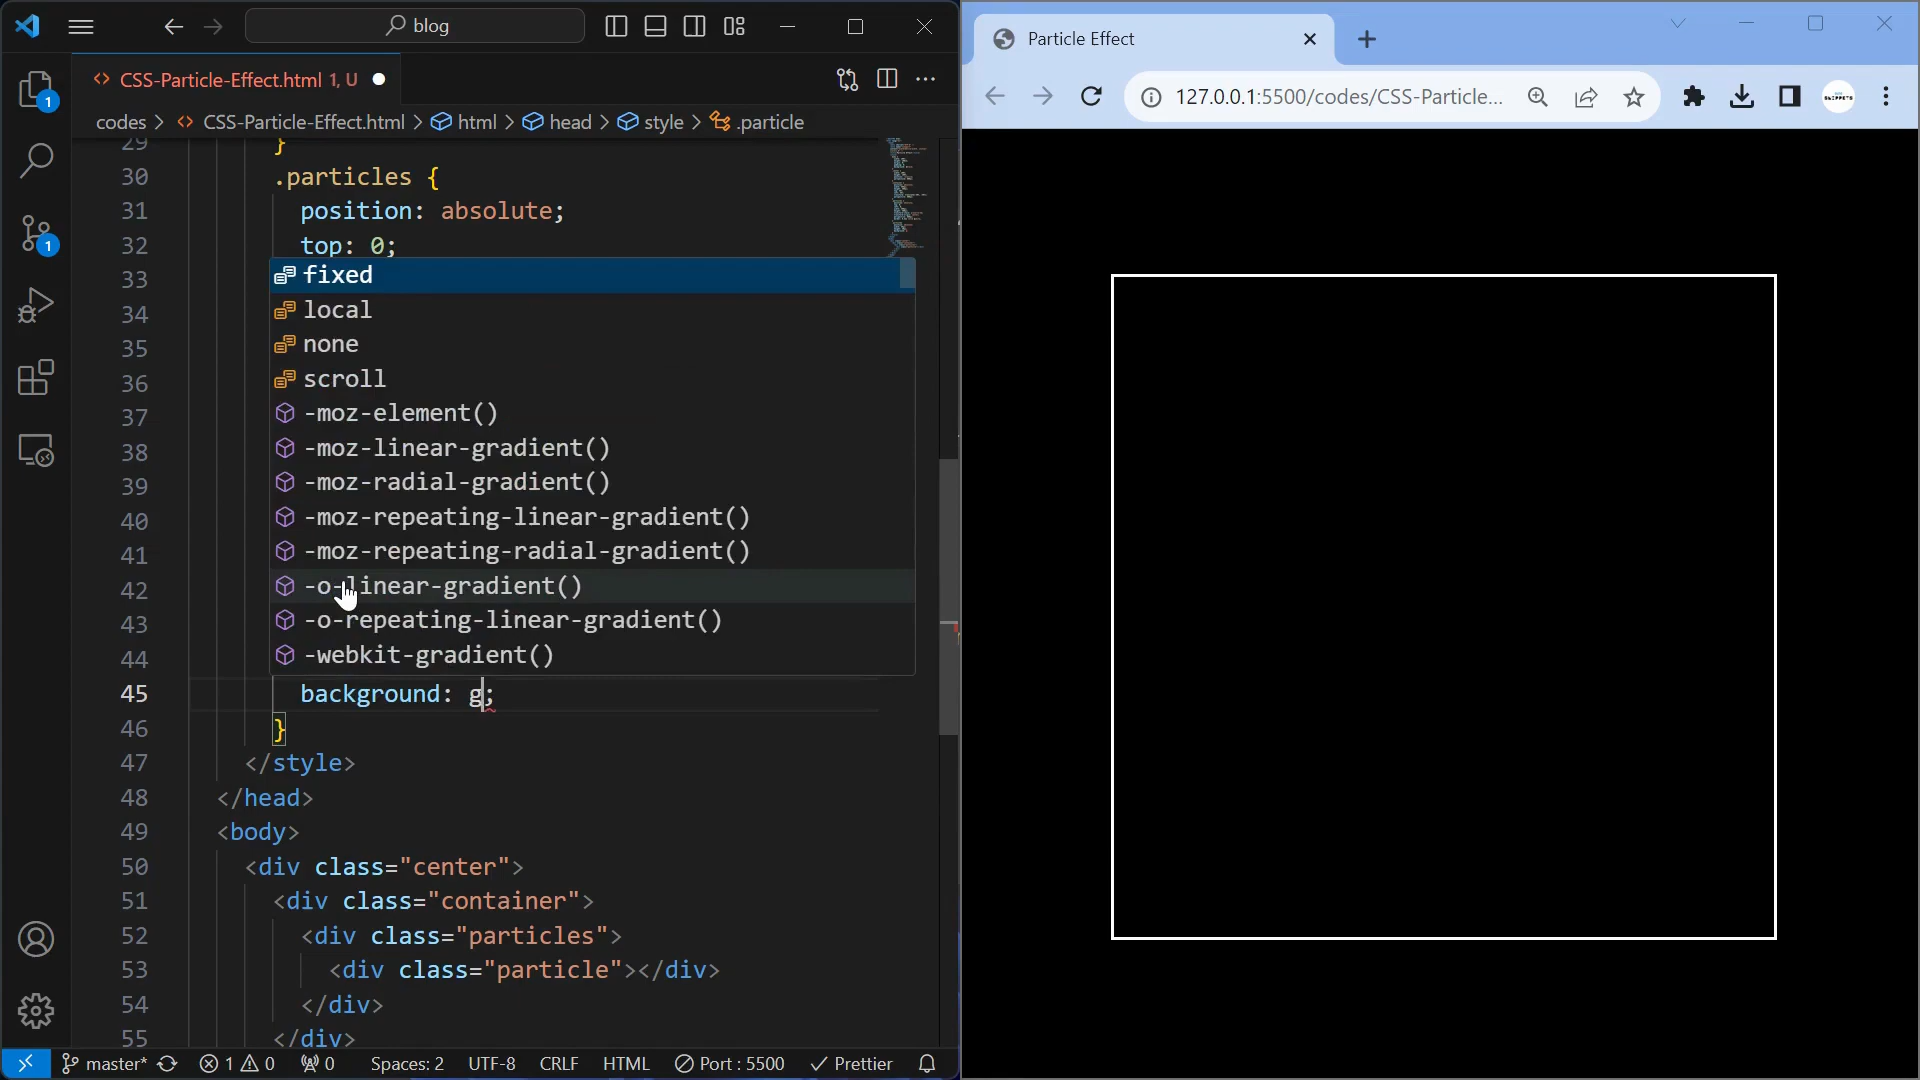 blog
CSS-Particle-Effect.html 1, U
codes > CSS-Particle-Effect.html > html > head > style > .particle
29 }
30 .particles {
31 position: absolute;
32 top: 0;
33
34
35
36
37
38
39
40
41
42
43
44
fixed
local
none
scroll
-moz-element()
-moz-linear-gradient()
-moz-radial-gradient()
-moz-repeating-linear-gradient()
-moz-repeating-radial-gradient()
-o-linear-gradient()
-o-repeating-linear-gradient()
-webkit-gradient()
45 background: g;
46 }
47 </style>
48 </head>
49 <body>
50 <div class="center">
51 <div class="container">
52 <div class="particles">
53 <div class="particle"></div>
54 </div>
55 </div>
1
1
master* 1 0 0 Spaces: 2 UTF-8 CRLF HTML Port : 5500 Prettier
Particle Effect
127.0.0.1:5500/codes/CSS-Particle...